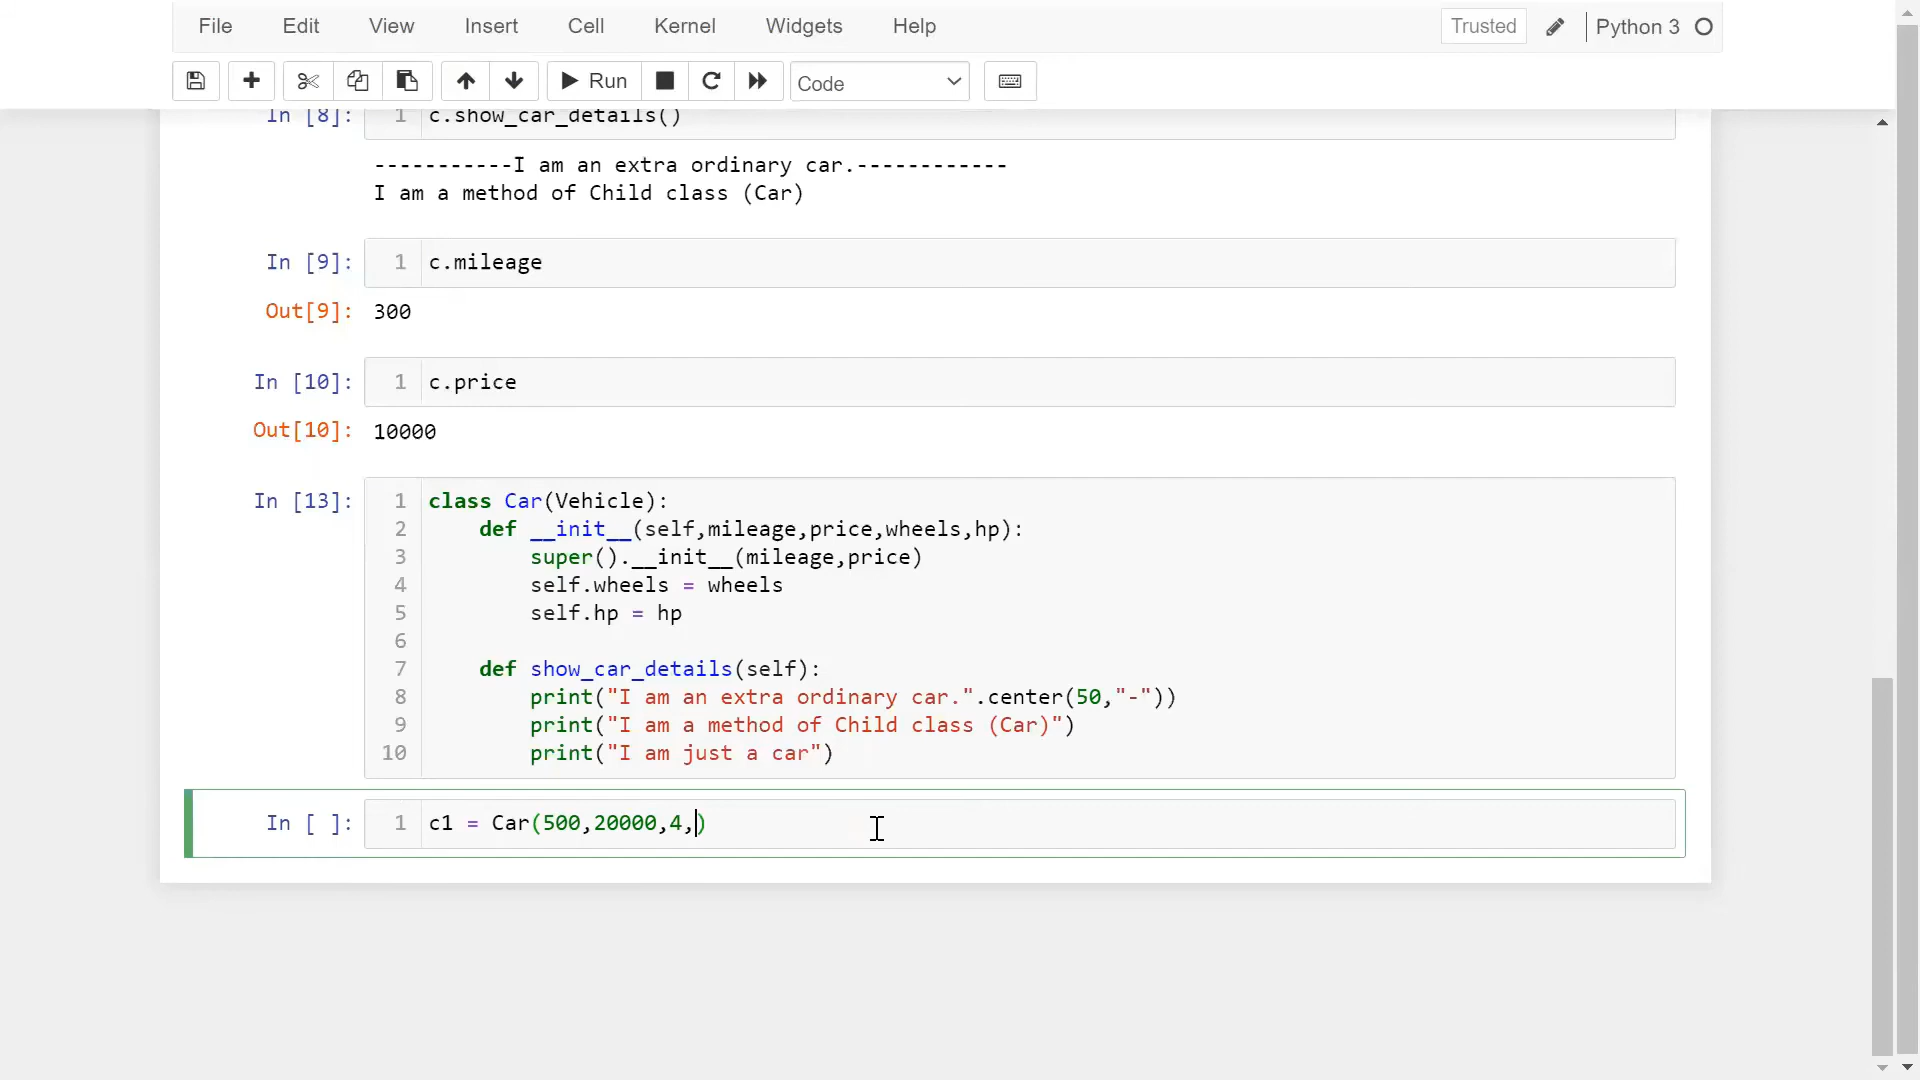 File Edit View Insert Cell Kernel Widgets Help Trusted Python 3
Run Code
In [8]: 1 c.show_car_details()
-----------I am an extra ordinary car.------------
I am a method of Child class (Car)
In [9]: 1 c.mileage
Out[9]: 300
In [10]: 1 c.price
Out[10]: 10000
In [13]: 1 class Car(Vehicle):
2     def __init__(self,mileage,price,wheels,hp):
3         super().__init__(mileage,price)
4         self.wheels = wheels
5         self.hp = hp
6
7     def show_car_details(self):
8         print("I am an extra ordinary car.".center(50,"-"))
9         print("I am a method of Child class (Car)")
10         print("I am just a car")
In [ ]: 1 c1 = Car(500,20000,4,)